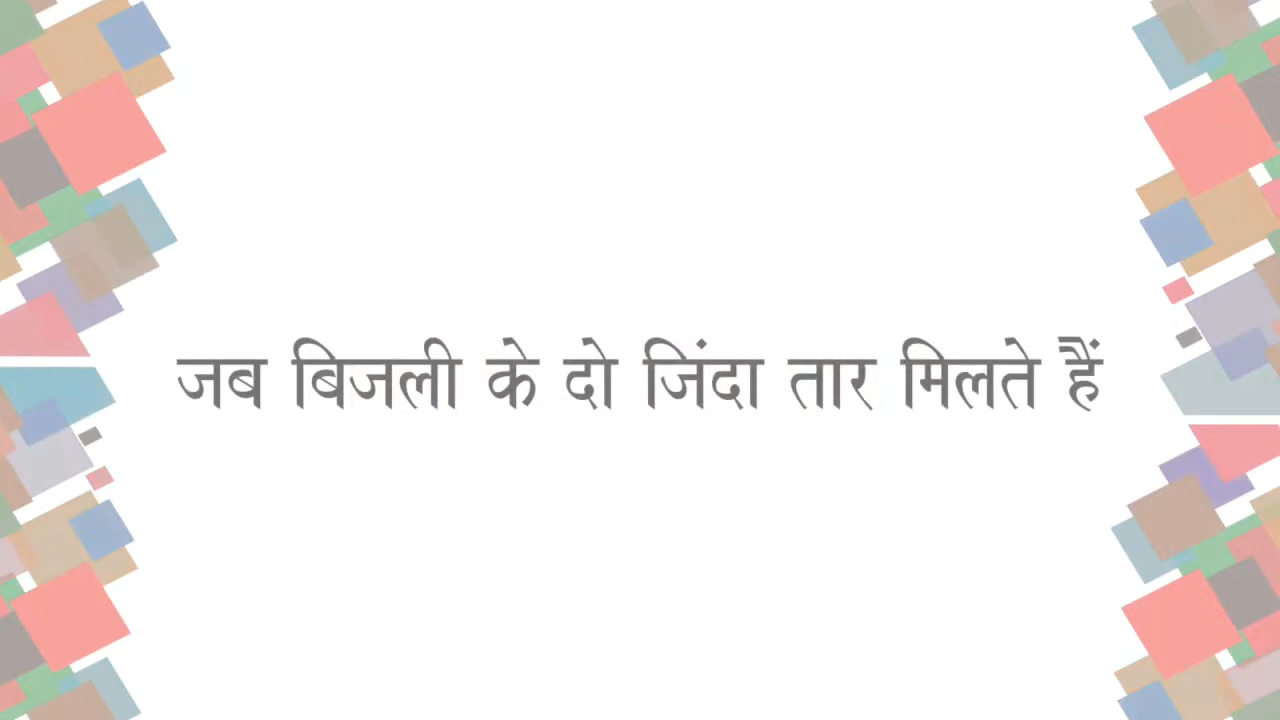 जब बिजली के दो जिंदा तार मिलते हैं